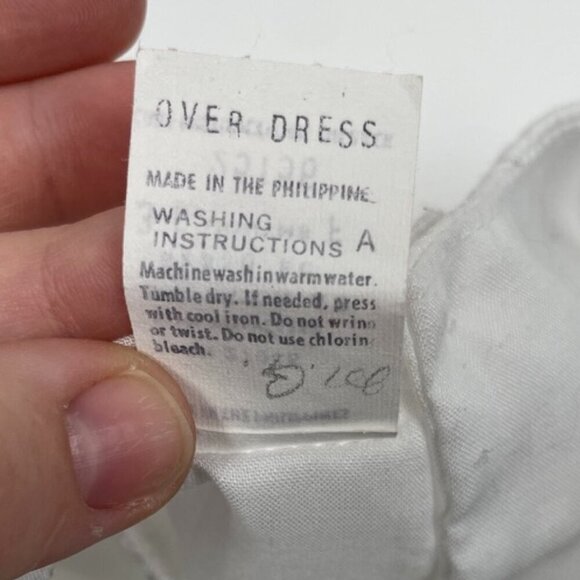 OVER DRESS
MADE IN THE PHILIPPINE
WASHING
INSTRUCTIONS A
Machine wash in warm water.
Tumble dry. If needed, press
with cool iron. Do not wrin
or twist. Do not use chlorin
bleach.